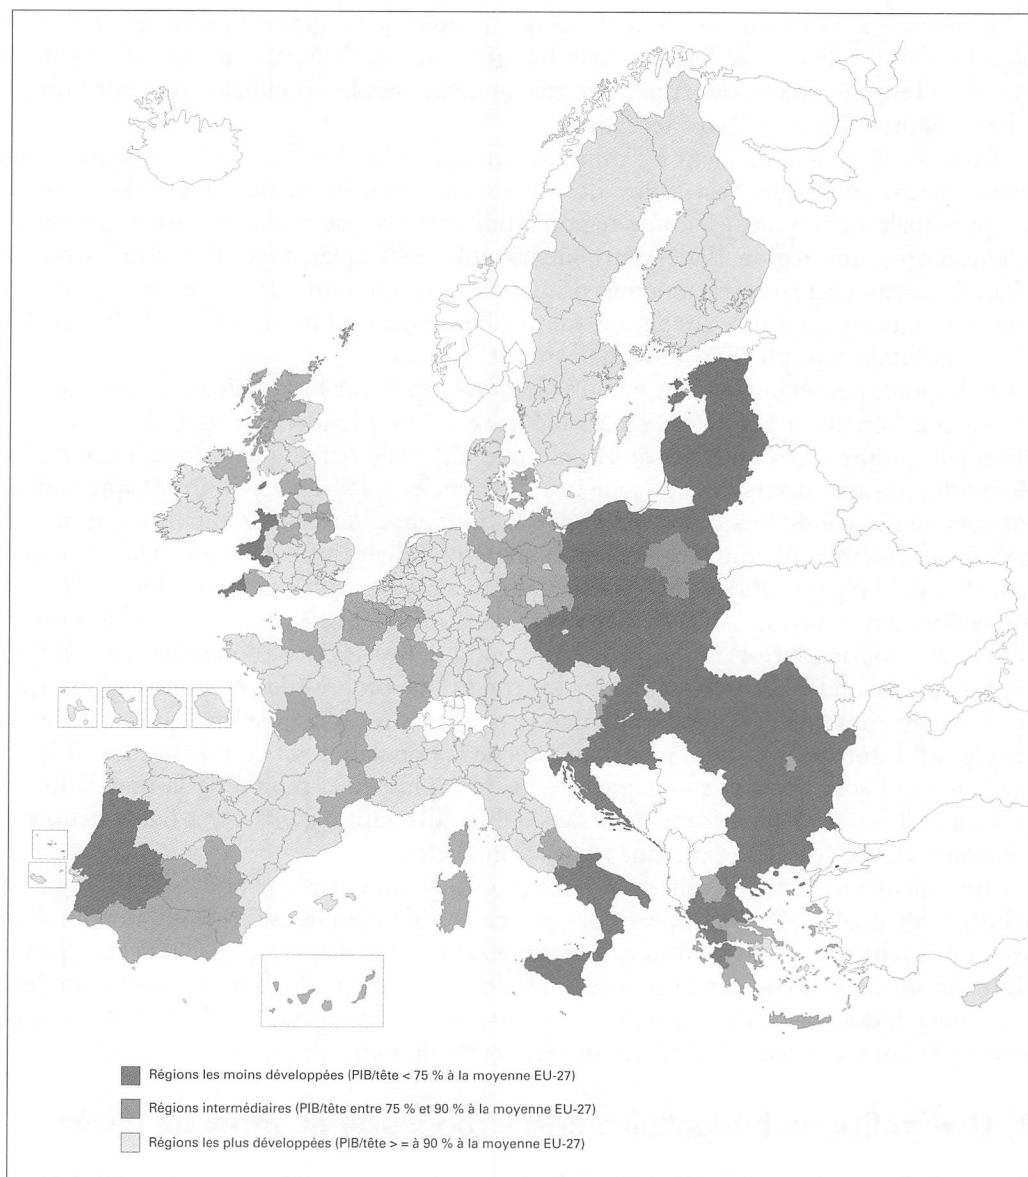 Régions les moins développées (PIB/tête < 75 % à la moyenne EU-27)
Régions intermédiaires (PIB/tête entre 75 % et 90 % à la moyenne EU-27)
Régions les plus développées (PIB/tête > = à 90 % à la moyenne EU-27)